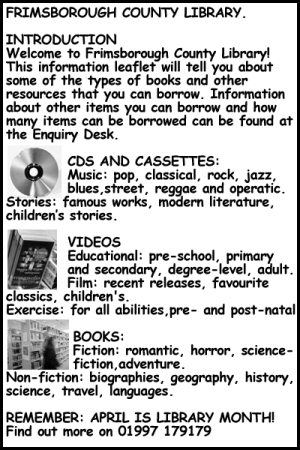 FRIMSBOROUGH COUNTY LIBRARY.
INTRODUCTION
Welcome to Frimsborough County Library!
This information leaflet will tell you about
some of the types of books and other
resources that you can borrow. Information
about other items you can borrow and how
many items can be borrowed can be found at
the Enquiry Desk.
CDS AND CASSETTES:
Music: pop, classical, rock, jazz,
blues,street, reggae and operatic.
Stories: famous works, modern literature,
children's stories.
VIDEOS
Educational: pre-school, primary
and secondary, degree-level, adult.
Film: recent releases, favourite
classics, children's.
Exercise: for all abilities,pre- and post-natal
BOOKS:
Fiction: romantic, horror, science-
fiction,adventure.
Non-fiction: biographies, geography, history,
science, travel, languages.
REMEMBER: APRIL IS LIBRARY MONTH!
Find out more on 01997 179179